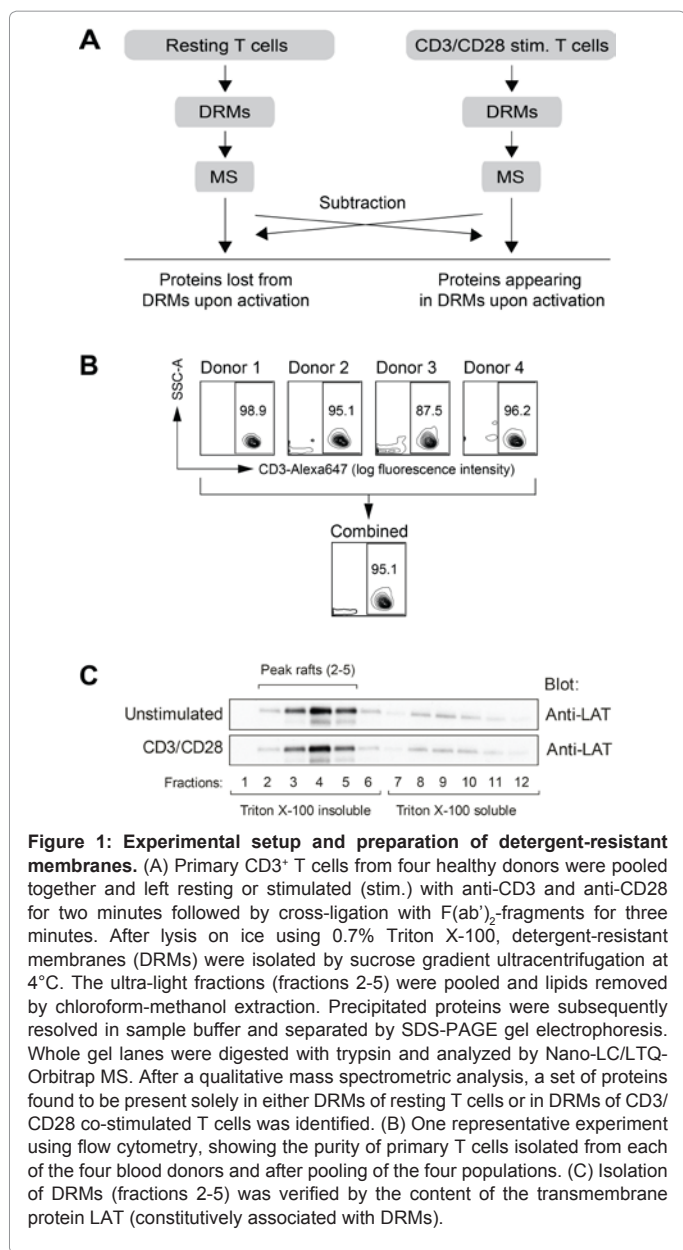 A
Resting T cells
CD3/CD28 stim. T cells
DRMs
DRMs
MS
MS
Subtraction
Proteins lost from
DRMs upon activation
Proteins appearing
in DRMs upon activation
B
SSC-A
Donor 1
Donor 2
Donor 3
Donor 4
98.9
95.1
87.5
96.2
CD3-Alexa647 (log fluorescence intensity)
Combined
95.1
C
Peak rafts (2-5)
Blot:
Unstimulated
Anti-LAT
CD3/CD28
Anti-LAT
Fractions: 1 2 3 4 5 6 7 8 9 10 11 12
Triton X-100 insoluble
Triton X-100 soluble
Figure 1: Experimental setup and preparation of detergent-resistant
membranes. (A) Primary CD3⁺ T cells from four healthy donors were pooled
together and left resting or stimulated (stim.) with anti-CD3 and anti-CD28
for two minutes followed by cross-ligation with F(ab’)₂-fragments for three
minutes. After lysis on ice using 0.7% Triton X-100, detergent-resistant
membranes (DRMs) were isolated by sucrose gradient ultracentrifugation at
4°C. The ultra-light fractions (fractions 2-5) were pooled and lipids removed
by chloroform-methanol extraction. Precipitated proteins were subsequently
resolved in sample buffer and separated by SDS-PAGE gel electrophoresis.
Whole gel lanes were digested with trypsin and analyzed by Nano-LC/LTQ-
Orbitrap MS. After a qualitative mass spectrometric analysis, a set of proteins
found to be present solely in either DRMs of resting T cells or in DRMs of CD3/
CD28 co-stimulated T cells was identified. (B) One representative experiment
using flow cytometry, showing the purity of primary T cells isolated from each
of the four blood donors and after pooling of the four populations. (C) Isolation
of DRMs (fractions 2-5) was verified by the content of the transmembrane
protein LAT (constitutively associated with DRMs).